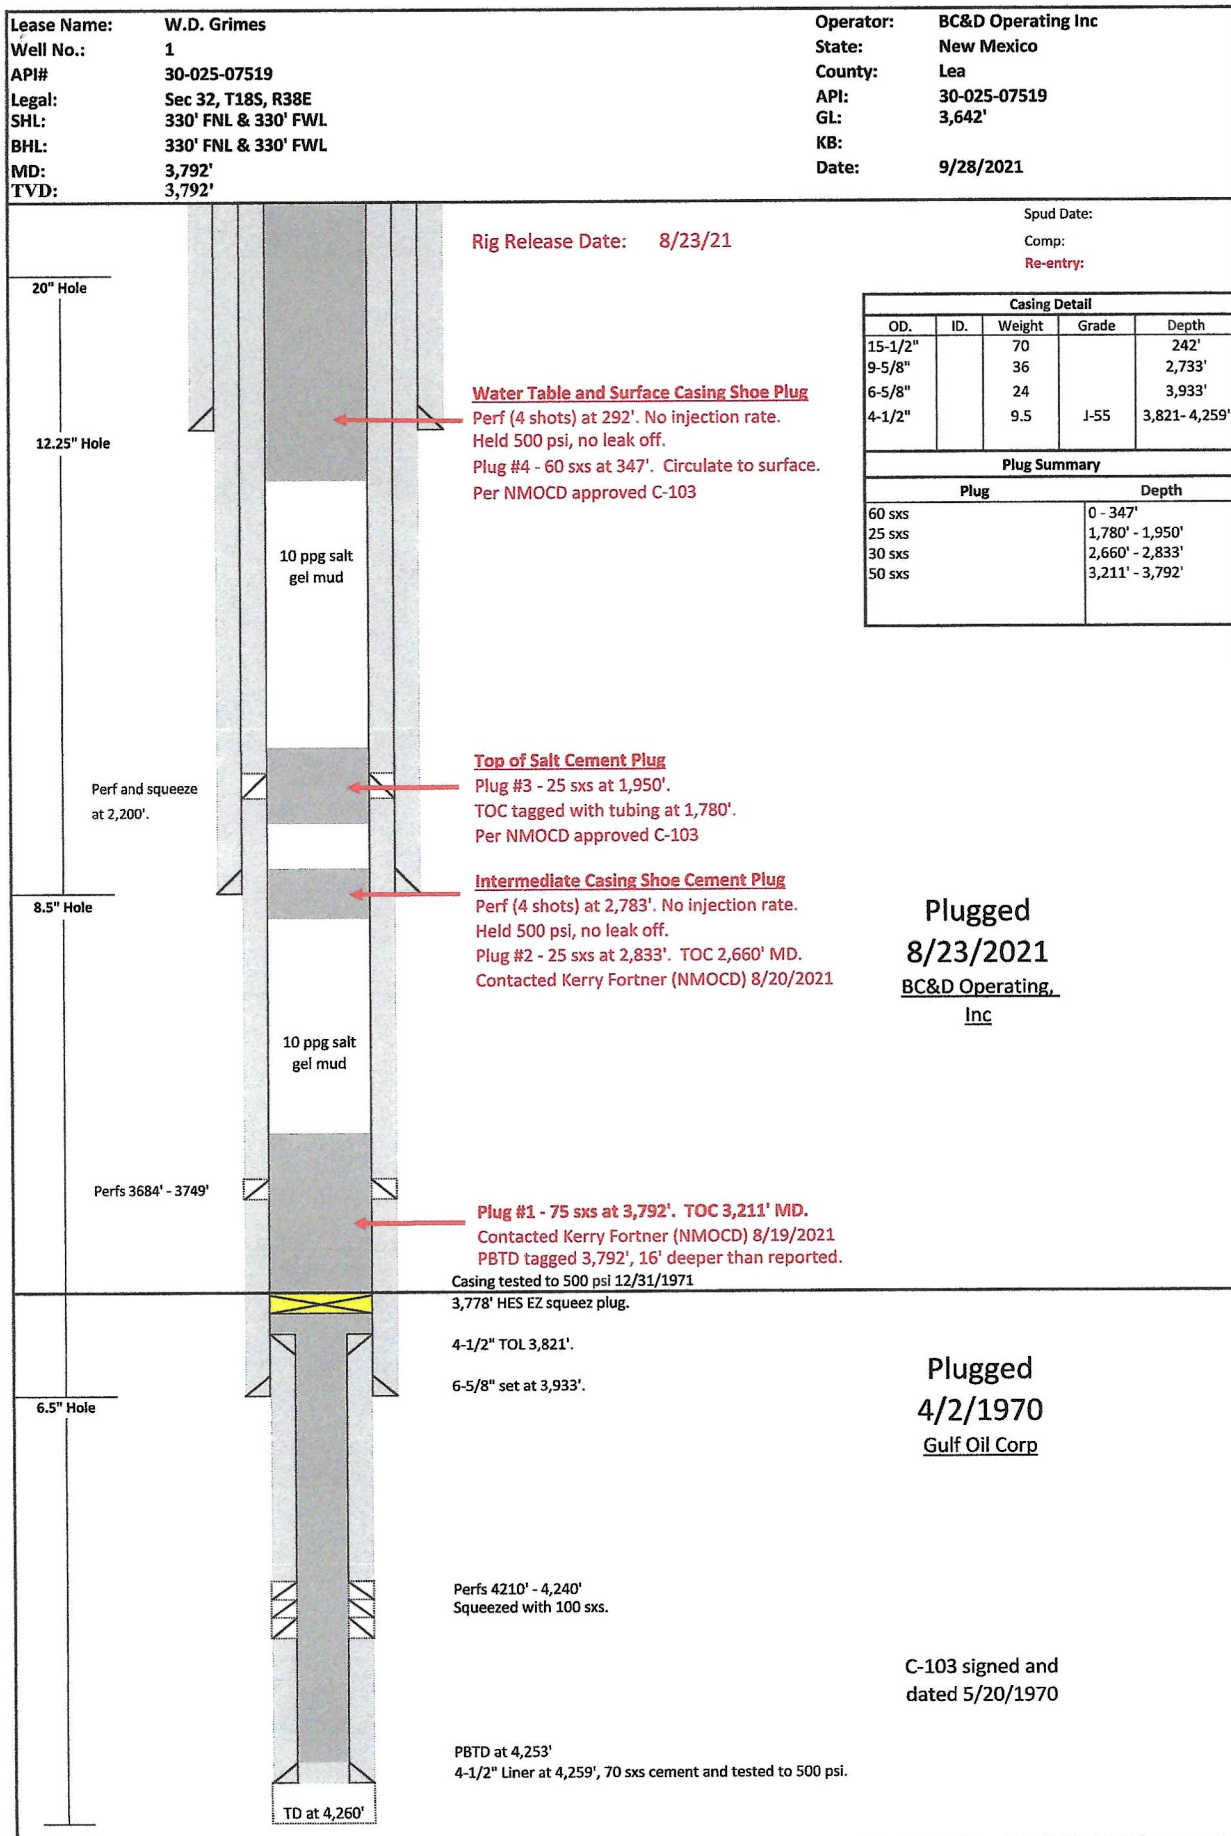 Lease Name: W.D. Grimes
Well No.: 1
API# 30-025-07519
Legal: Sec 32, T18S, R38E
SHL: 330' FNL & 330' FWL
BHL: 330' FNL & 330' FWL
MD: 3,792'
TVD: 3,792'
Operator: BC&D Operating Inc
State: New Mexico
County: Lea
API: 30-025-07519
GL: 3,642'
KB:
Date: 9/28/2021
Rig Release Date: 8/23/21
Spud Date:
Comp:
Re-entry:
20" Hole
Casing Detail
OD. ID. Weight Grade Depth
15-1/2" 70 242'
9-5/8" 36 2,733'
6-5/8" 24 3,933'
4-1/2" 9.5 J-55 3,821- 4,259'
Plug Summary
Plug Depth
60 sxs 0 - 347'
25 sxs 1,780' - 1,950'
30 sxs 2,660' - 2,833'
50 sxs 3,211' - 3,792'
Water Table and Surface Casing Shoe Plug
Perf (4 shots) at 292'. No injection rate.
Held 500 psi, no leak off.
Plug #4 - 60 sxs at 347'. Circulate to surface.
Per NMOCD approved C-103
12.25" Hole
10 ppg salt
gel mud
Top of Salt Cement Plug
Plug #3 - 25 sxs at 1,950'.
TOC tagged with tubing at 1,780'.
Per NMOCD approved C-103
Perf and squeeze
at 2,200'.
Intermediate Casing Shoe Cement Plug
Perf (4 shots) at 2,783'. No injection rate.
Held 500 psi, no leak off.
Plug #2 - 25 sxs at 2,833'. TOC 2,660' MD.
Contacted Kerry Fortner (NMOCD) 8/20/2021
8.5" Hole
Plugged
8/23/2021
BC&D Operating,
Inc
10 ppg salt
gel mud
Perfs 3684' - 3749'
Plug #1 - 75 sxs at 3,792'. TOC 3,211' MD.
Contacted Kerry Fortner (NMOCD) 8/19/2021
PBTD tagged 3,792', 16' deeper than reported.
Casing tested to 500 psi 12/31/1971
3,778' HES EZ squeez plug.
4-1/2" TOL 3,821'.
6-5/8" set at 3,933'.
6.5" Hole
Plugged
4/2/1970
Gulf Oil Corp
Perfs 4210' - 4,240'
Squeezed with 100 sxs.
C-103 signed and
dated 5/20/1970
PBTD at 4,253'
4-1/2" Liner at 4,259', 70 sxs cement and tested to 500 psi.
TD at 4,260'